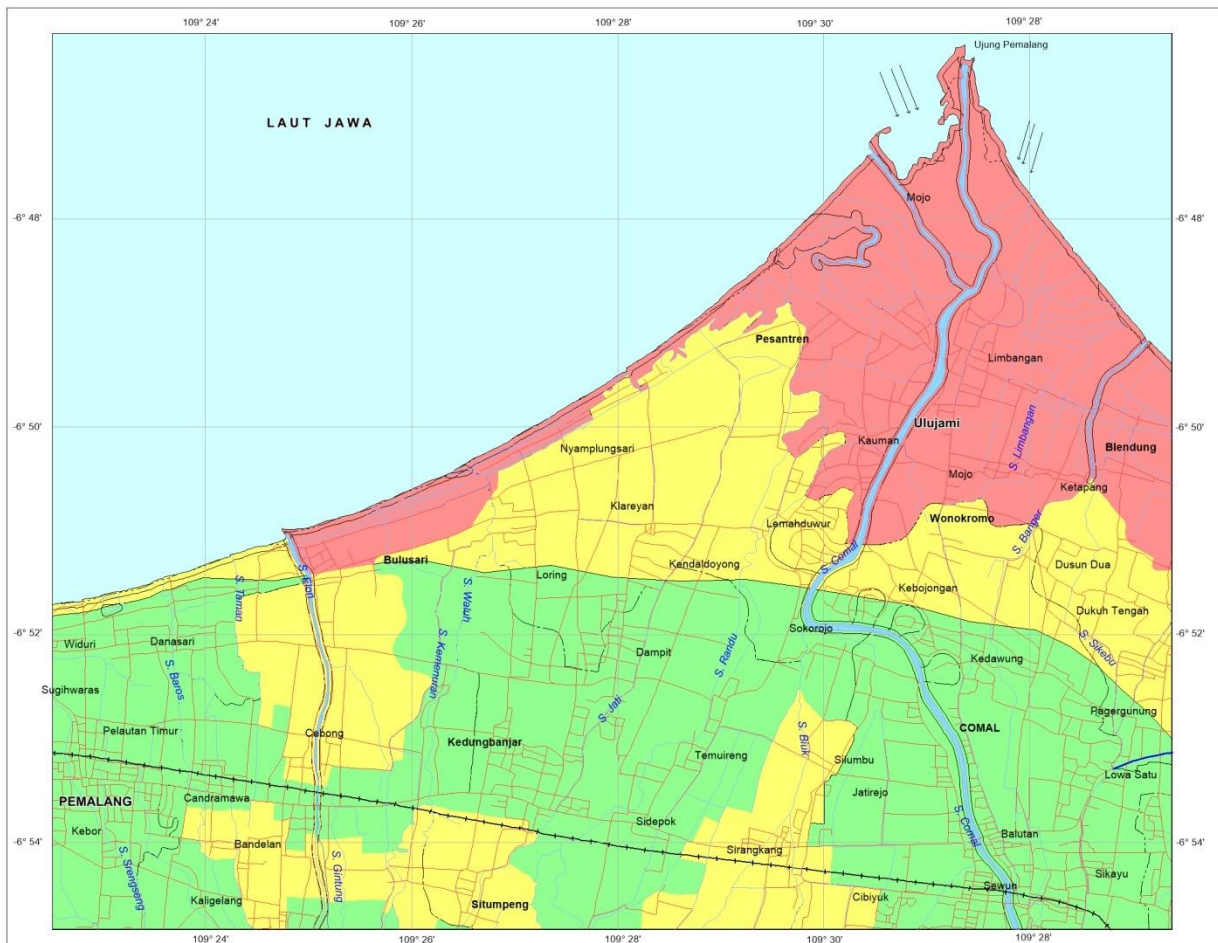 109° 24'
109° 26'
109° 28'
109° 30'
109° 28'
Ujung Pemalang
LAUT JAWA
Mojo
-6° 48'
-6° 48'
Pesantren
Limbangan
-6° 50'
Ulujami
S. Limbangan
-6° 50'
Kauman
Nyamplungsari
Blendung
Mojo
Ketapang
Klareyan
Lemahduwur
Wonokromo
S. Banger
Bulusari
S. Comal
Kendaldoyong
Dusun Dua
S. Elon
Loring
S. Taman
S. Waluh
Kebojongan
Dukuh Tengah
-6° 52'
Widuri
Danasari
S. Kemenuran
Dampit
S. Randu
Sokorojo
S. Sikebu
-6° 52'
Kedawung
S. Baros
Sugihwaras
S. Jati
Pagergunung
Pelautan Timur
Cebong
Kedungbanjar
Temuireng
S. Bluk
COMAL
Silumbu
Lowa Satu
PEMALANG
Candramawa
Jatirejo
Kebor
Sidepok
S. Comal
Balutan
-6° 54'
Bandelan
Sirangkang
-6° 54'
S. Srengseng
S. Gintung
Sikayu
Sewun
Kaligelang
Situmpeng
Cibiyuk
109° 24'
109° 26'
109° 28'
109° 30'
109° 28'